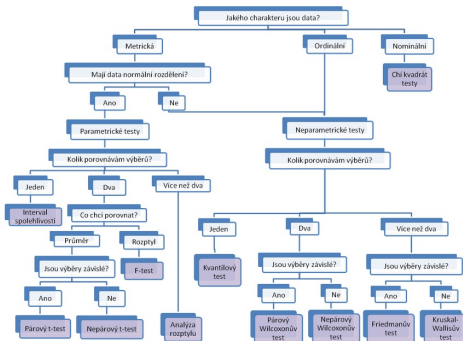 Jakého charakteru jsou data?
Metrická
Ordinální
Nominální
Mají data normální rozdělení?
Chí kvadrát
testy
Ano
Ne
Parametrické testy
Neparametrické testy
Kolik porovnávám výběrů?
Kolik porovnávám výběrů?
Jeden
Dva
Více než dva
Interval
spolehlivosti
Co chci porovnat?
Průměr
Rozptyl
Jeden
Dva
Více než dva
Jsou výběry závislé?
F-test
Kvantilový
test
Jsou výběry závislé?
Jsou výběry závislé?
Ano
Ne
Ano
Ne
Ano
Ne
Párový t-test
Nepárový t-test
Analýza
rozptylu
Párový
Wilcoxonův
test
Nepárový
Wilcoxonův
test
Friedmanův
test
Kruskal-
Wallisův
test